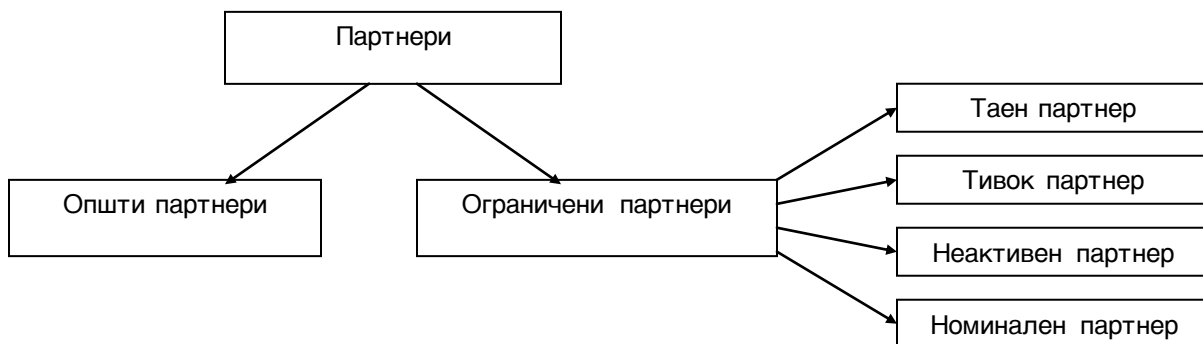 Партнери
Општи партнери
Ограничени партнери
Таен партнер
Тивок партнер
Неактивен партнер
Номинален партнер